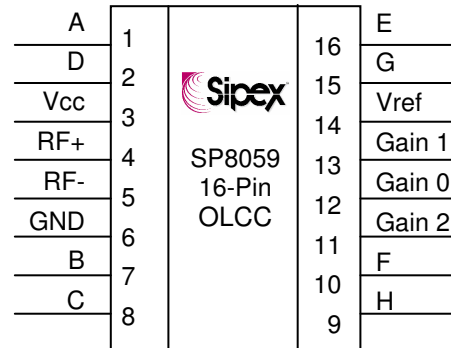 A 1 16 E
D 2 15 G
Vcc 3 14 Vref
RF+ 4 13 Gain 1
RF- 5 12 Gain 0
GND 6 11 Gain 2
B 7 10 F
C 8 9 H
Sipex
SP8059
16-Pin
OLCC